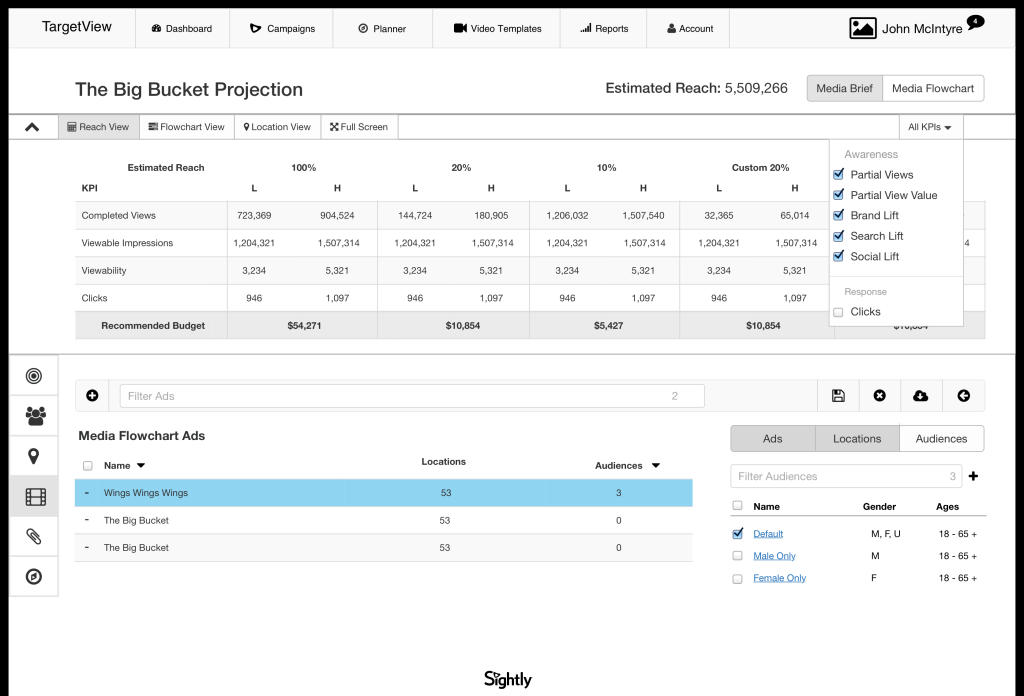 TargetView Dashboard Campaigns Planner Video Templates Reports Account John McIntyre 4
The Big Bucket Projection Estimated Reach: 5,509,266 Media Brief Media Flowchart
Reach View Flowchart View Location View Full Screen All KPIs
Estimated Reach 100% 20% 10% Custom 20%
KPI L H L H L H L H
Completed Views 723,369 904,524 144,724 180,905 1,206,032 1,507,540 32,365 65,014
Viewable Impressions 1,204,321 1,507,314 1,204,321 1,507,314 1,204,321 1,507,314 1,204,321 1,507,314 4
Viewability 3,234 5,321 3,234 5,321 3,234 5,321 3,234 5,321
Clicks 946 1,097 946 1,097 946 1,097 946 1,097
Recommended Budget $54,271 $10,854 $5,427 $10,854
Awareness
Partial Views
Partial View Value
Brand Lift
Search Lift
Social Lift
Response
Clicks
Filter Ads 2
Media Flowchart Ads
Name Locations Audiences
- Wings Wings Wings 53 3
- The Big Bucket 53 0
- The Big Bucket 53 0
Ads Locations Audiences
Filter Audiences 3
Name Gender Ages
Default M, F, U 18 - 65 +
Male Only M 18 - 65 +
Female Only F 18 - 65 +
Sightly